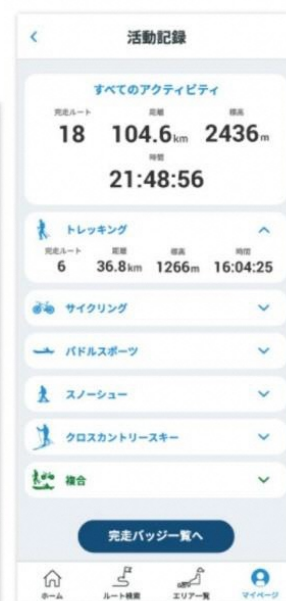 活動記録
すべてのアクティビティ
完走ルート 距離 標高
18 104.6km 2436m
時間
21:48:56
トレッキング
完走ルート 距離 標高 時間
6 36.8km 1266m 16:04:25
サイクリング
パドルスポーツ
スノーシュー
クロスカントリースキー
複合
完走バッジ一覧へ
ホーム ルート検索 エリア一覧 マイページ